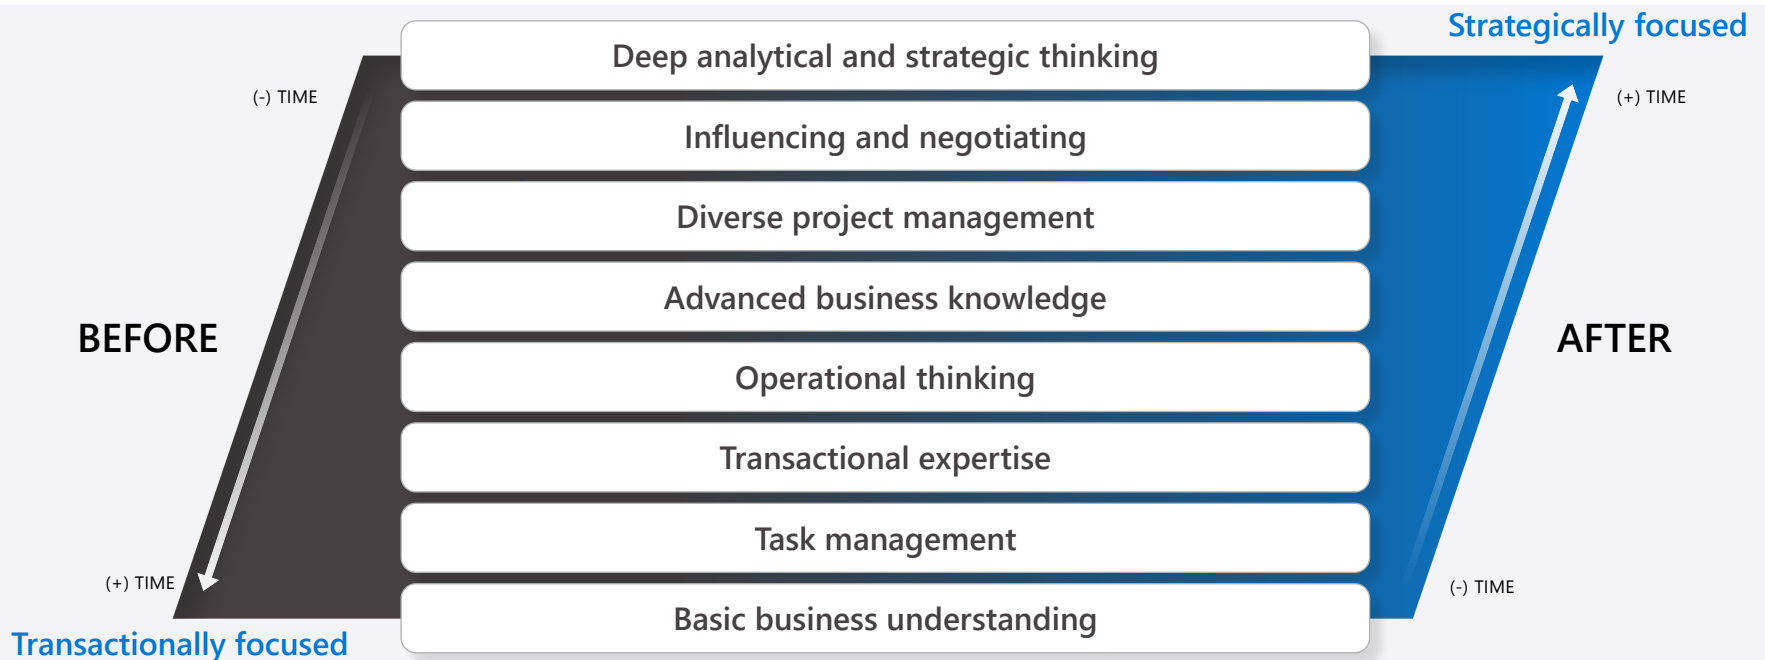 Strategically focused
Deep analytical and strategic thinking
(-) TIME
(+) TIME
Influencing and negotiating
Diverse project management
Advanced business knowledge
BEFORE
AFTER
Operational thinking
Transactional expertise
Task management
(+) TIME
(-) TIME
Basic business understanding
Transactionally focused